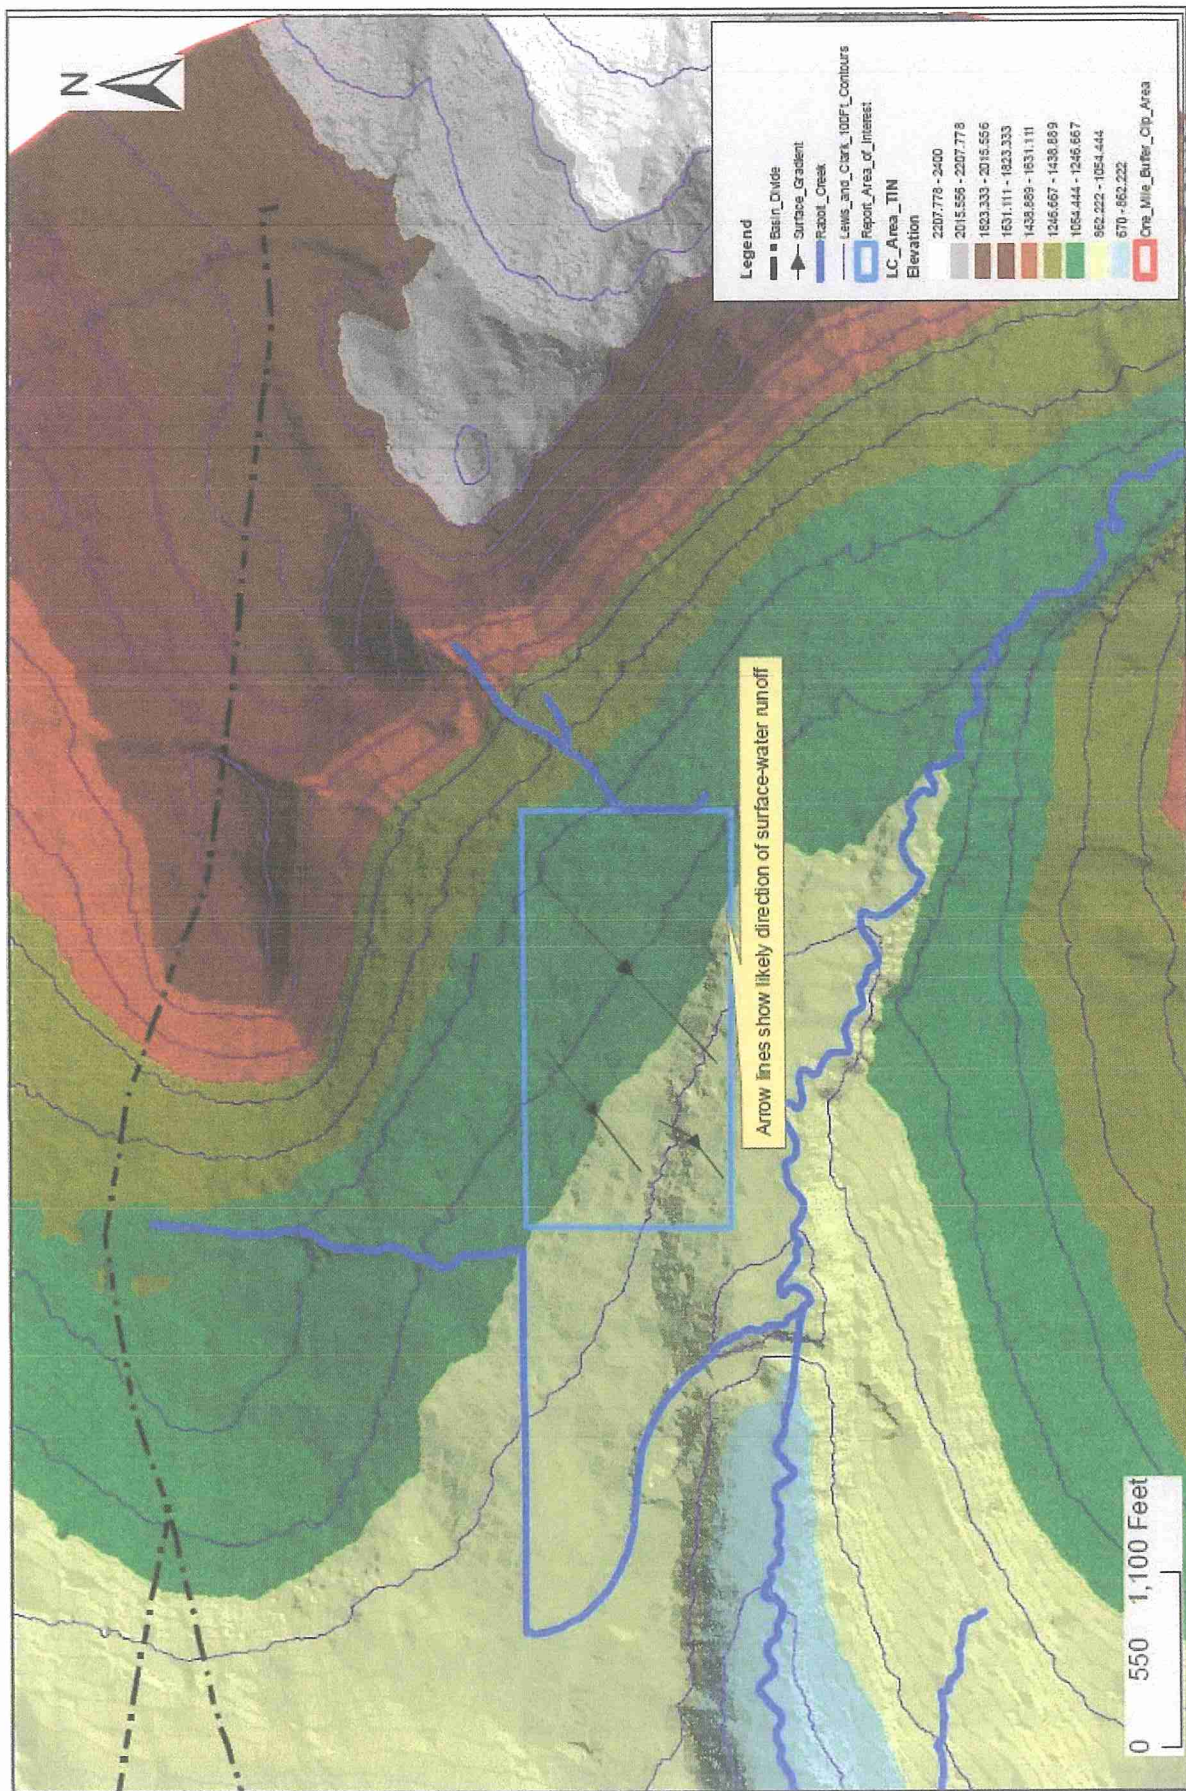 N
Legend
Basin_Divide
Surface_Gradient
Rabbit_Creek
Lewis_and_Clark_100Ft_Contours
Report_Area_of_Interest
LC_Area_TIN
Elevation
2207.778 - 2400
2015.556 - 2207.778
1823.333 - 2015.556
1631.111 - 1823.333
1438.889 - 1631.111
1246.667 - 1438.889
1054.444 - 1246.667
862.222 - 1054.444
670 - 862.222
One_Mile_Buffer_Clip_Area
Arrow lines show likely direction of surface-water runoff
0 550 1,100 Feet